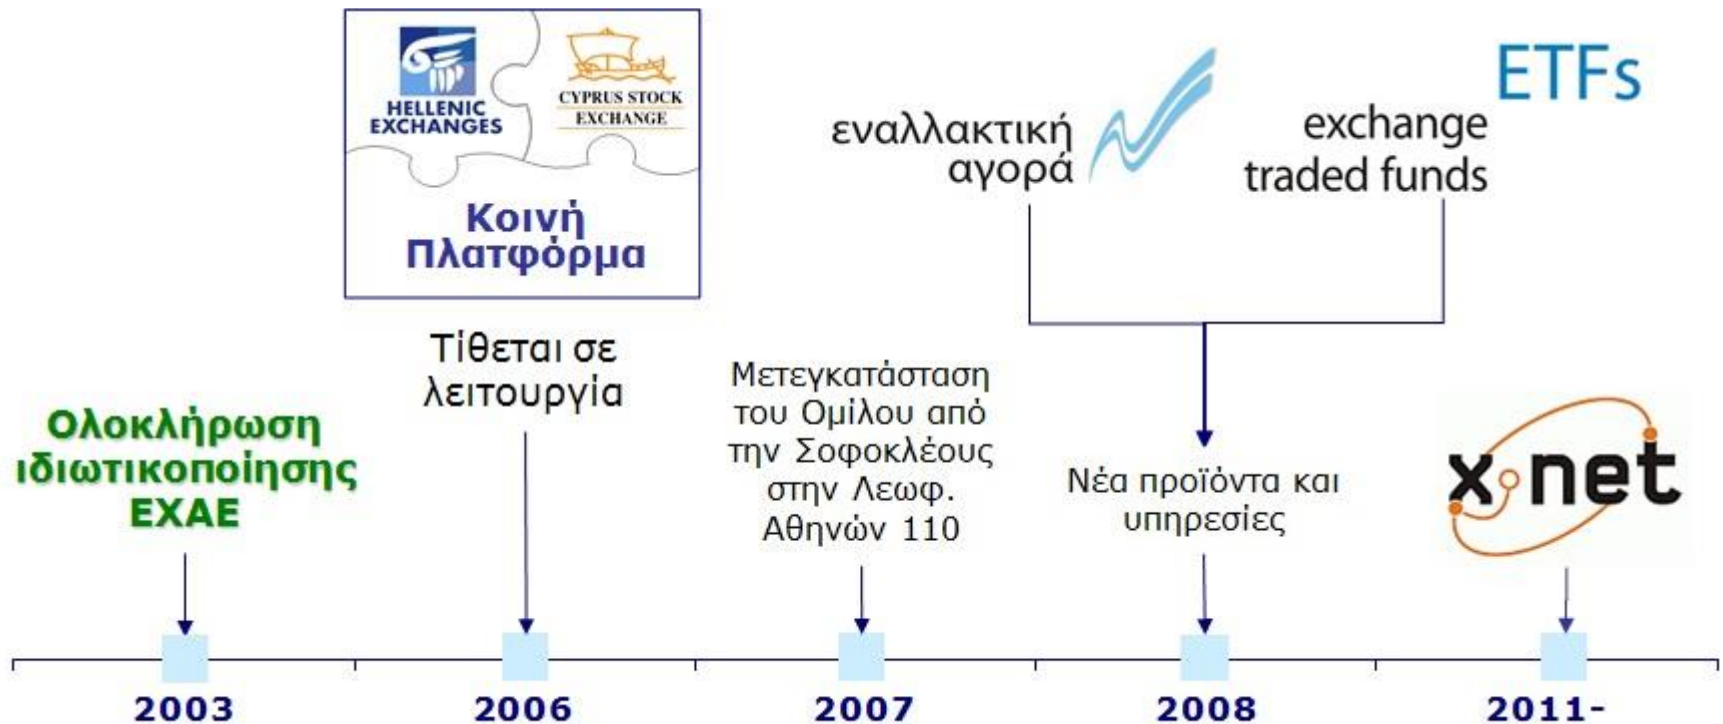 HELLENIC
EXCHANGES
CYPRUS STOCK
EXCHANGE
Κοινή
Πλατφόρμα
εναλλακτική
αγορά
ETFs
exchange
traded funds
Ολοκλήρωση
ιδιωτικοποίησης
ΕΧΑΕ
Τίθεται σε
λειτουργία
Μετεγκατάσταση
του Ομίλου από
την Σοφοκλέους
στην Λεωφ.
Αθηνών 110
Νέα προϊόντα και
υπηρεσίες
x net
2003
2006
2007
2008
2011-